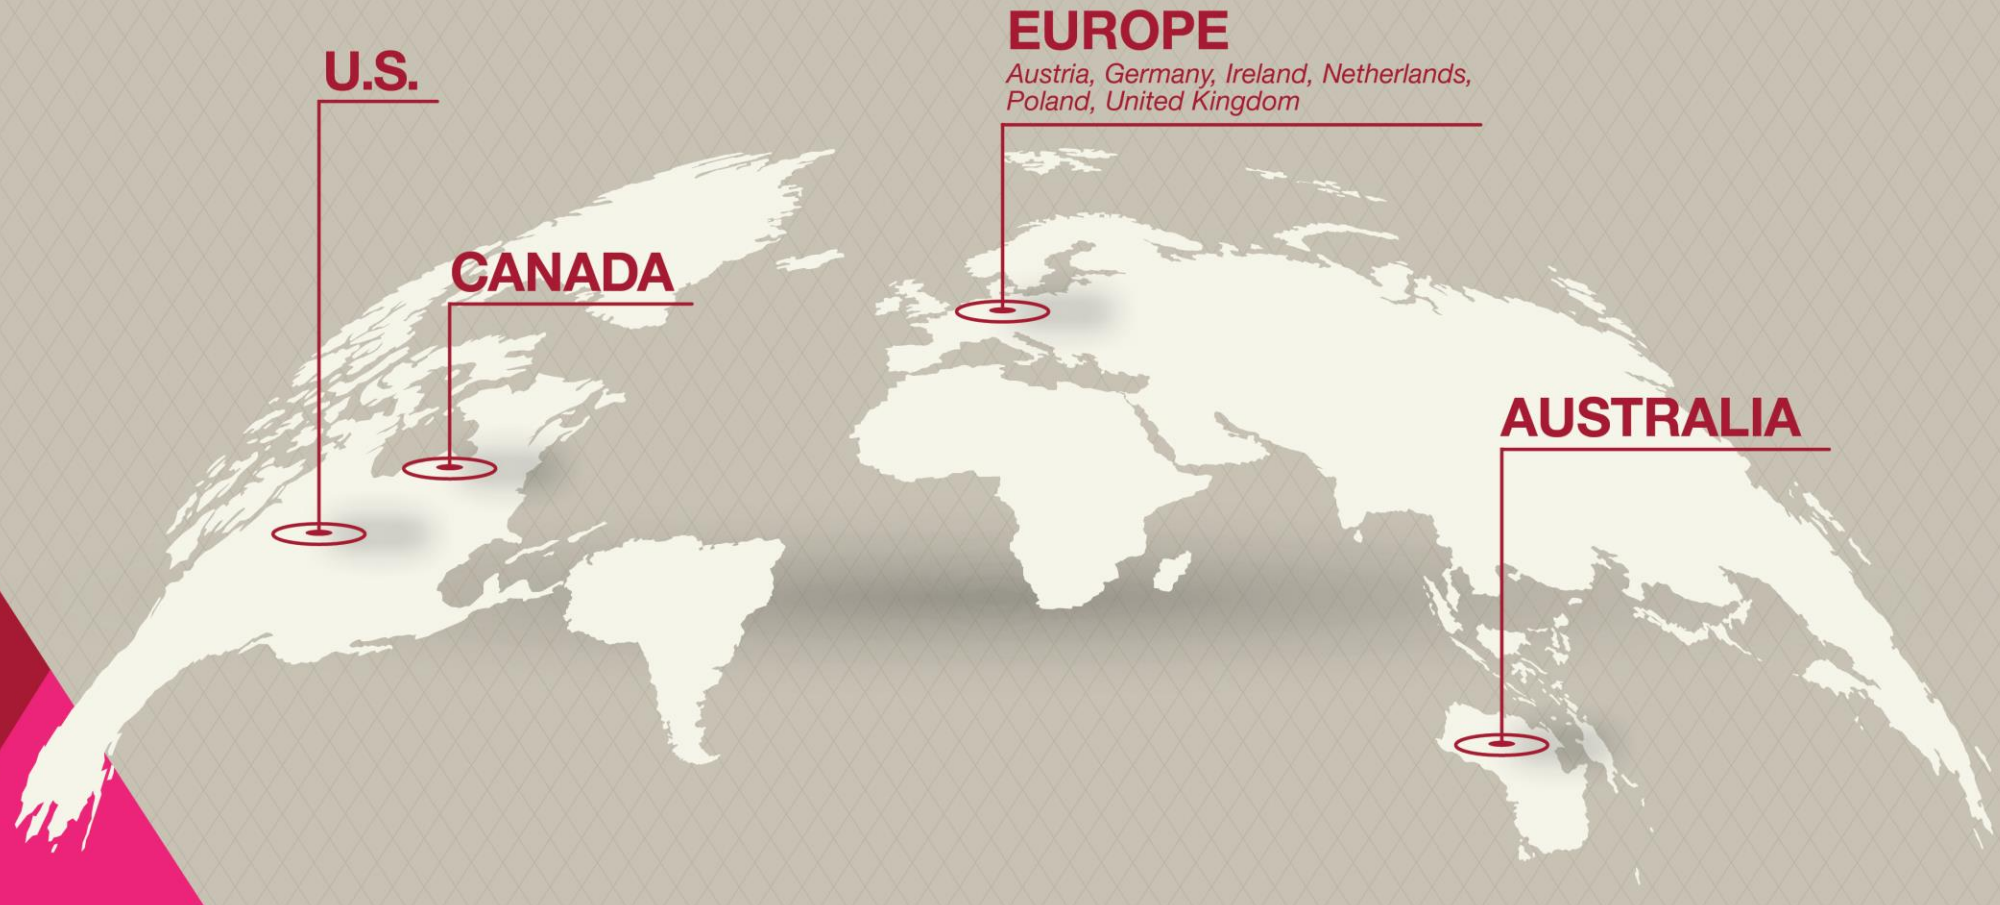 U.S.
EUROPE
Austria, Germany, Ireland, Netherlands,
Poland, United Kingdom
CANADA
AUSTRALIA